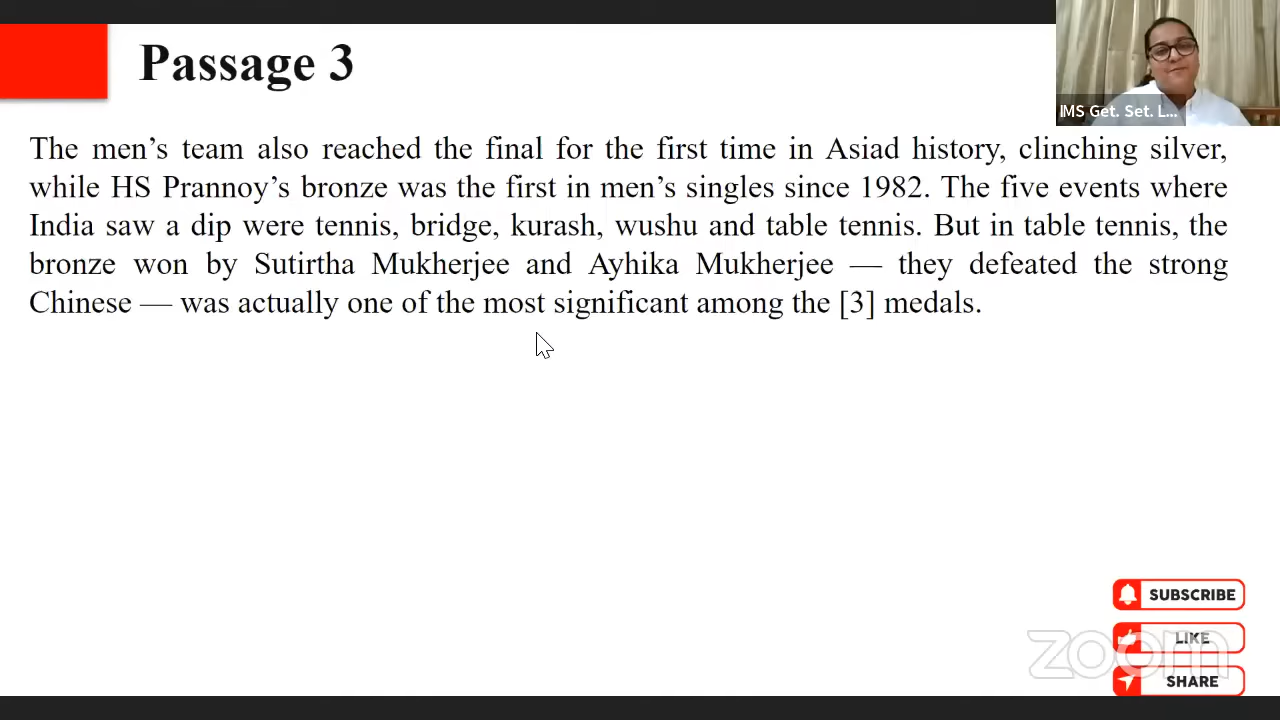 Passage 3
IMS Get. Set. L...
The men's team also reached the final for the first time in Asiad history, clinching silver,
while HS Prannoy's bronze was the first in men's singles since 1982. The five events where
India saw a dip were tennis, bridge, kurash, wushu and table tennis. But in table tennis, the
bronze won by Sutirtha Mukherjee and Ayhika Mukherjee — they defeated the strong
Chinese — was actually one of the most significant among the [3] medals.
SUBSCRIBE
LIKE
zoom
SHARE